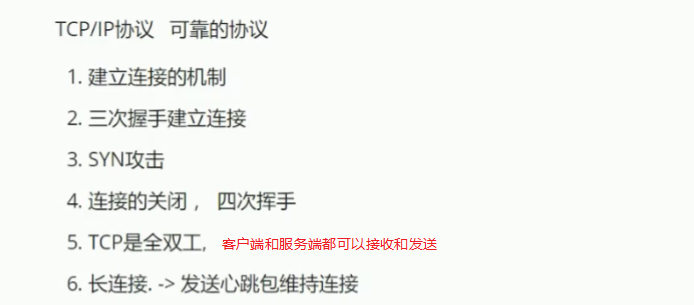 TCP/IP协议 可靠的协议
1. 建立连接的机制
2. 三次握手建立连接
3. SYN攻击
4. 连接的关闭 ， 四次挥手
5. TCP是全双工, 客户端和服务端都可以接收和发送
6. 长连接. -> 发送心跳包维持连接